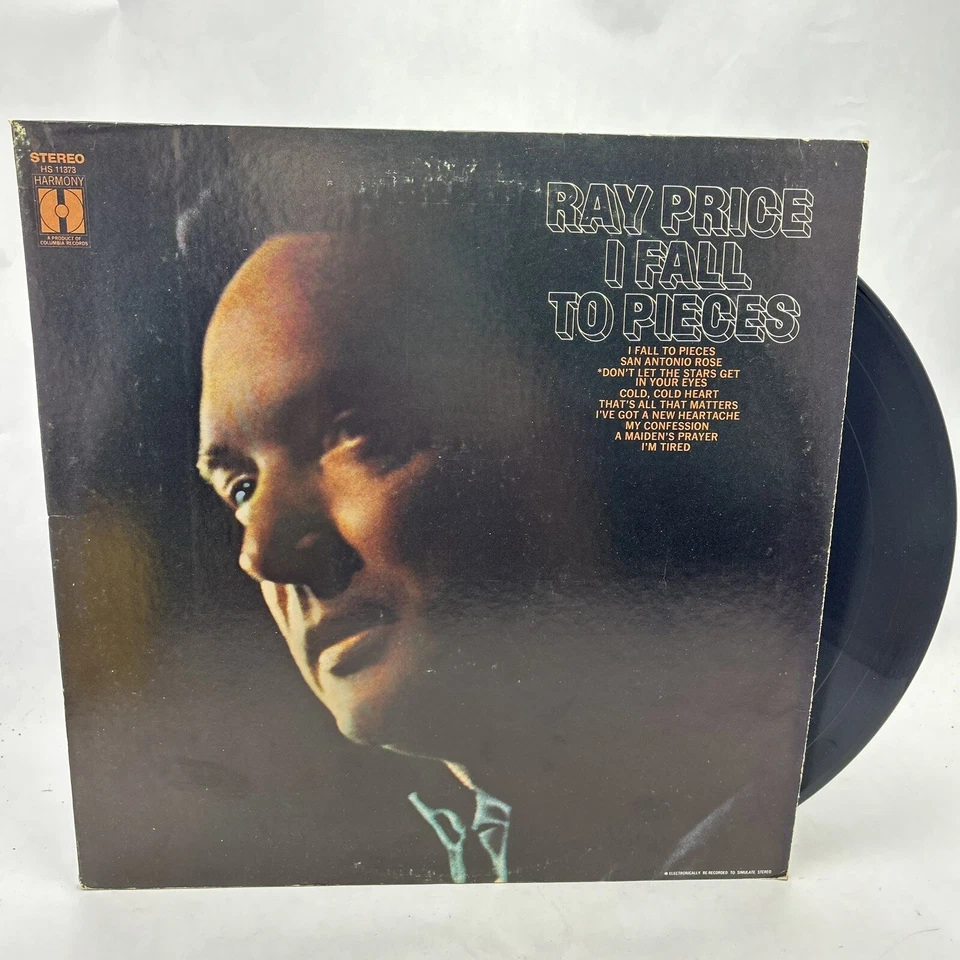 STEREO
HS 11373
HARMONY
A PRODUCT OF
COLUMBIA RECORDS
RAY PRICE
I FALL
TO PIECES
I FALL TO PIECES
SAN ANTONIO ROSE
*DON'T LET THE STARS GET
IN YOUR EYES
COLD, COLD HEART
THAT'S ALL THAT MATTERS
I'VE GOT A NEW HEARTACHE
MY CONFESSION
A MAIDEN'S PRAYER
I'M TIRED
* ELECTRONICALLY RE-RECORDED TO SIMULATE STEREO